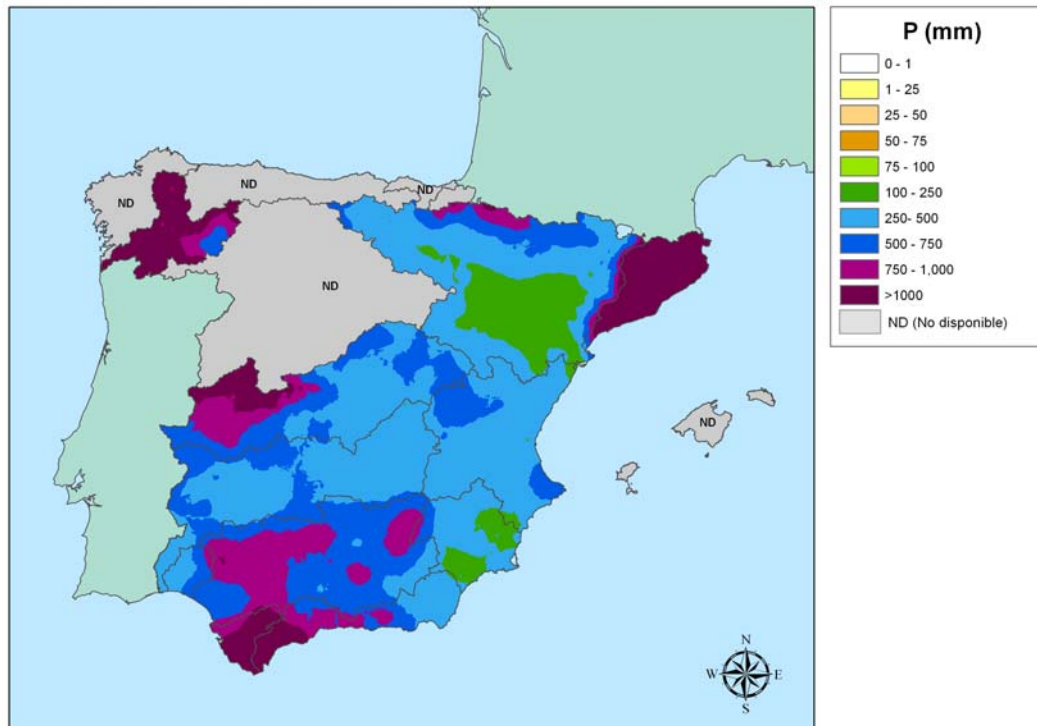 P (mm)
0 - 1
1 - 25
25 - 50
50 - 75
75 - 100
100 - 250
250- 500
500 - 750
750 - 1,000
>1000
ND (No disponible)
ND
ND
ND
ND
ND
N
W E
S